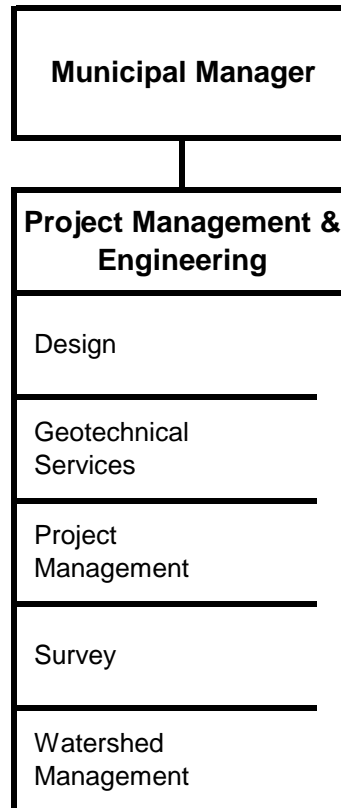 Municipal Manager
Project Management &
Engineering
Design
Geotechnical
Services
Project
Management
Survey
Watershed
Management